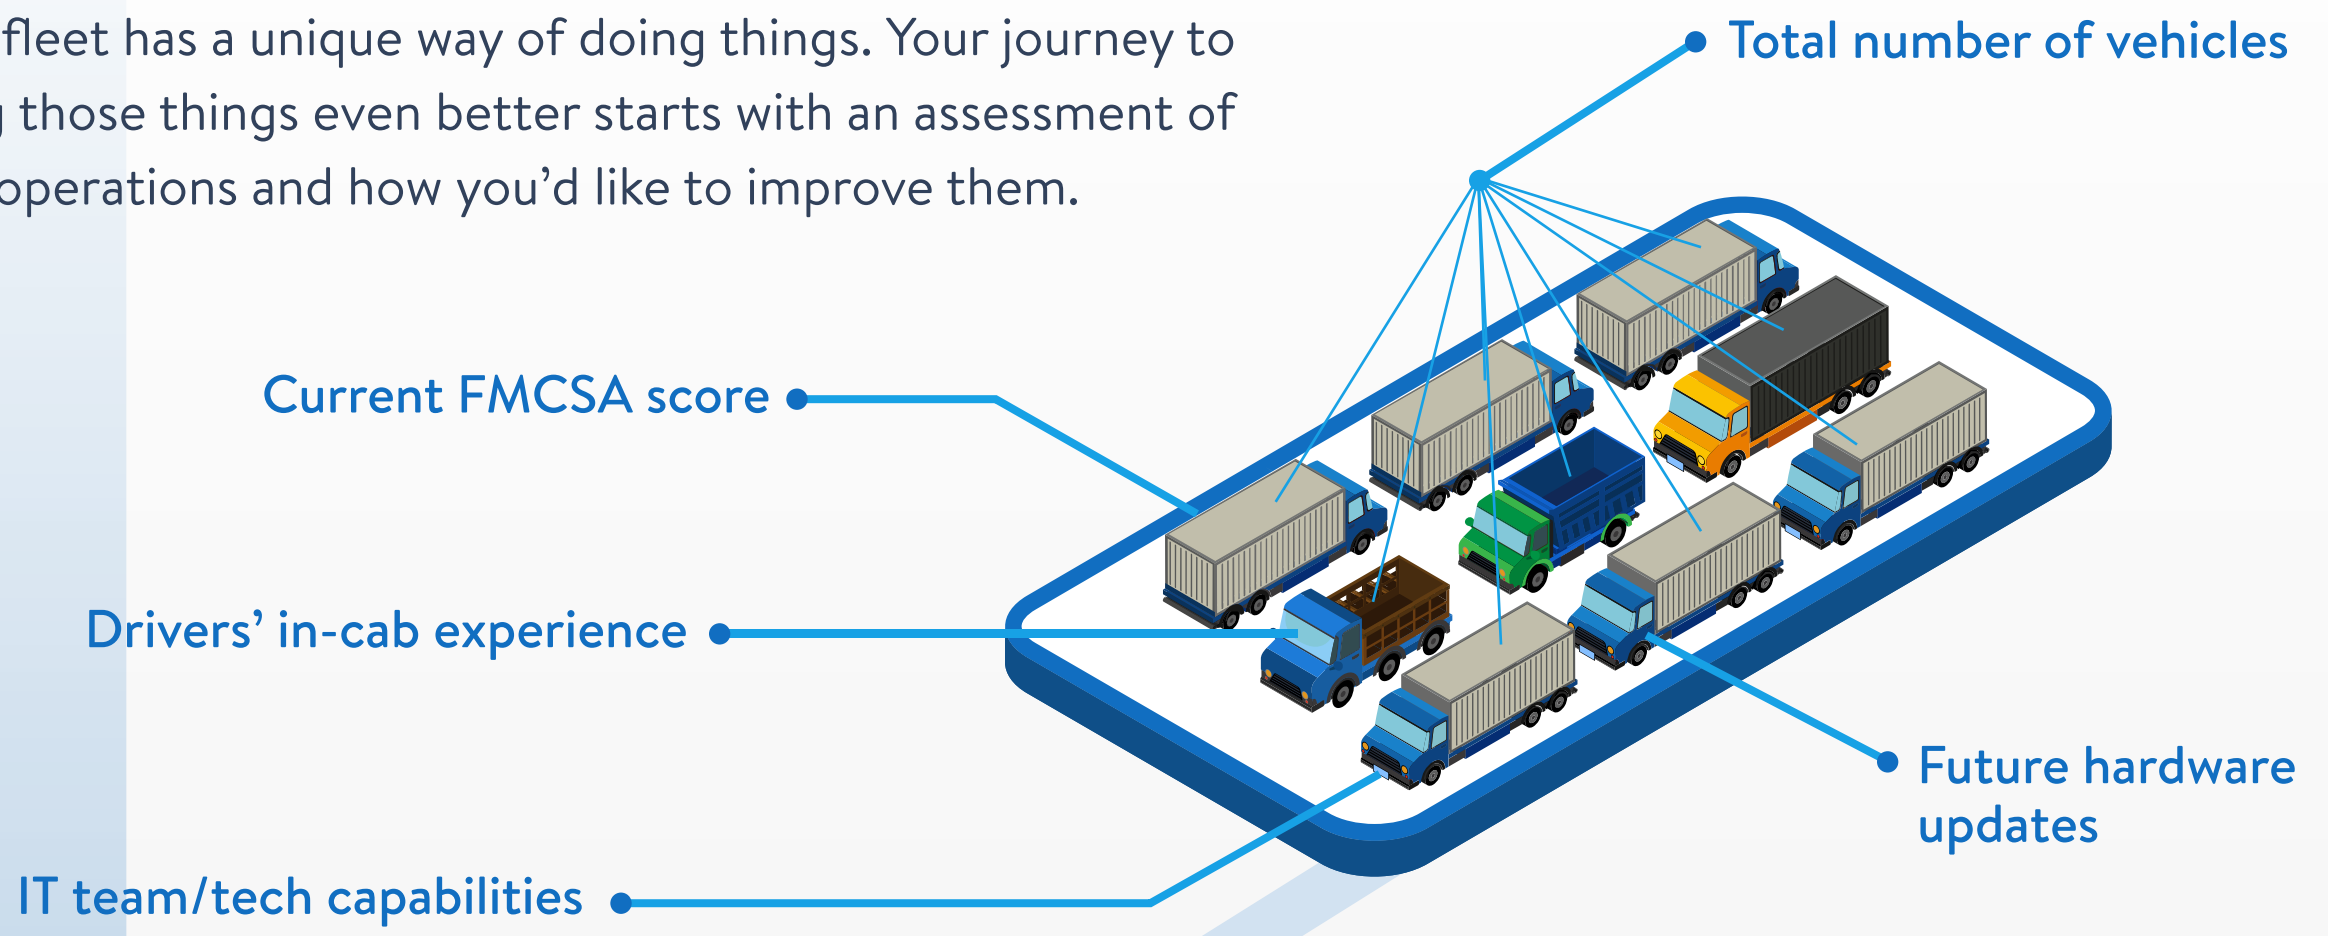 fleet has a unique way of doing things. Your journey to
those things even better starts with an assessment of
operations and how you’d like to improve them.
Total number of vehicles
Current FMCSA score
Drivers’ in-cab experience
Future hardware
updates
IT team/tech capabilities